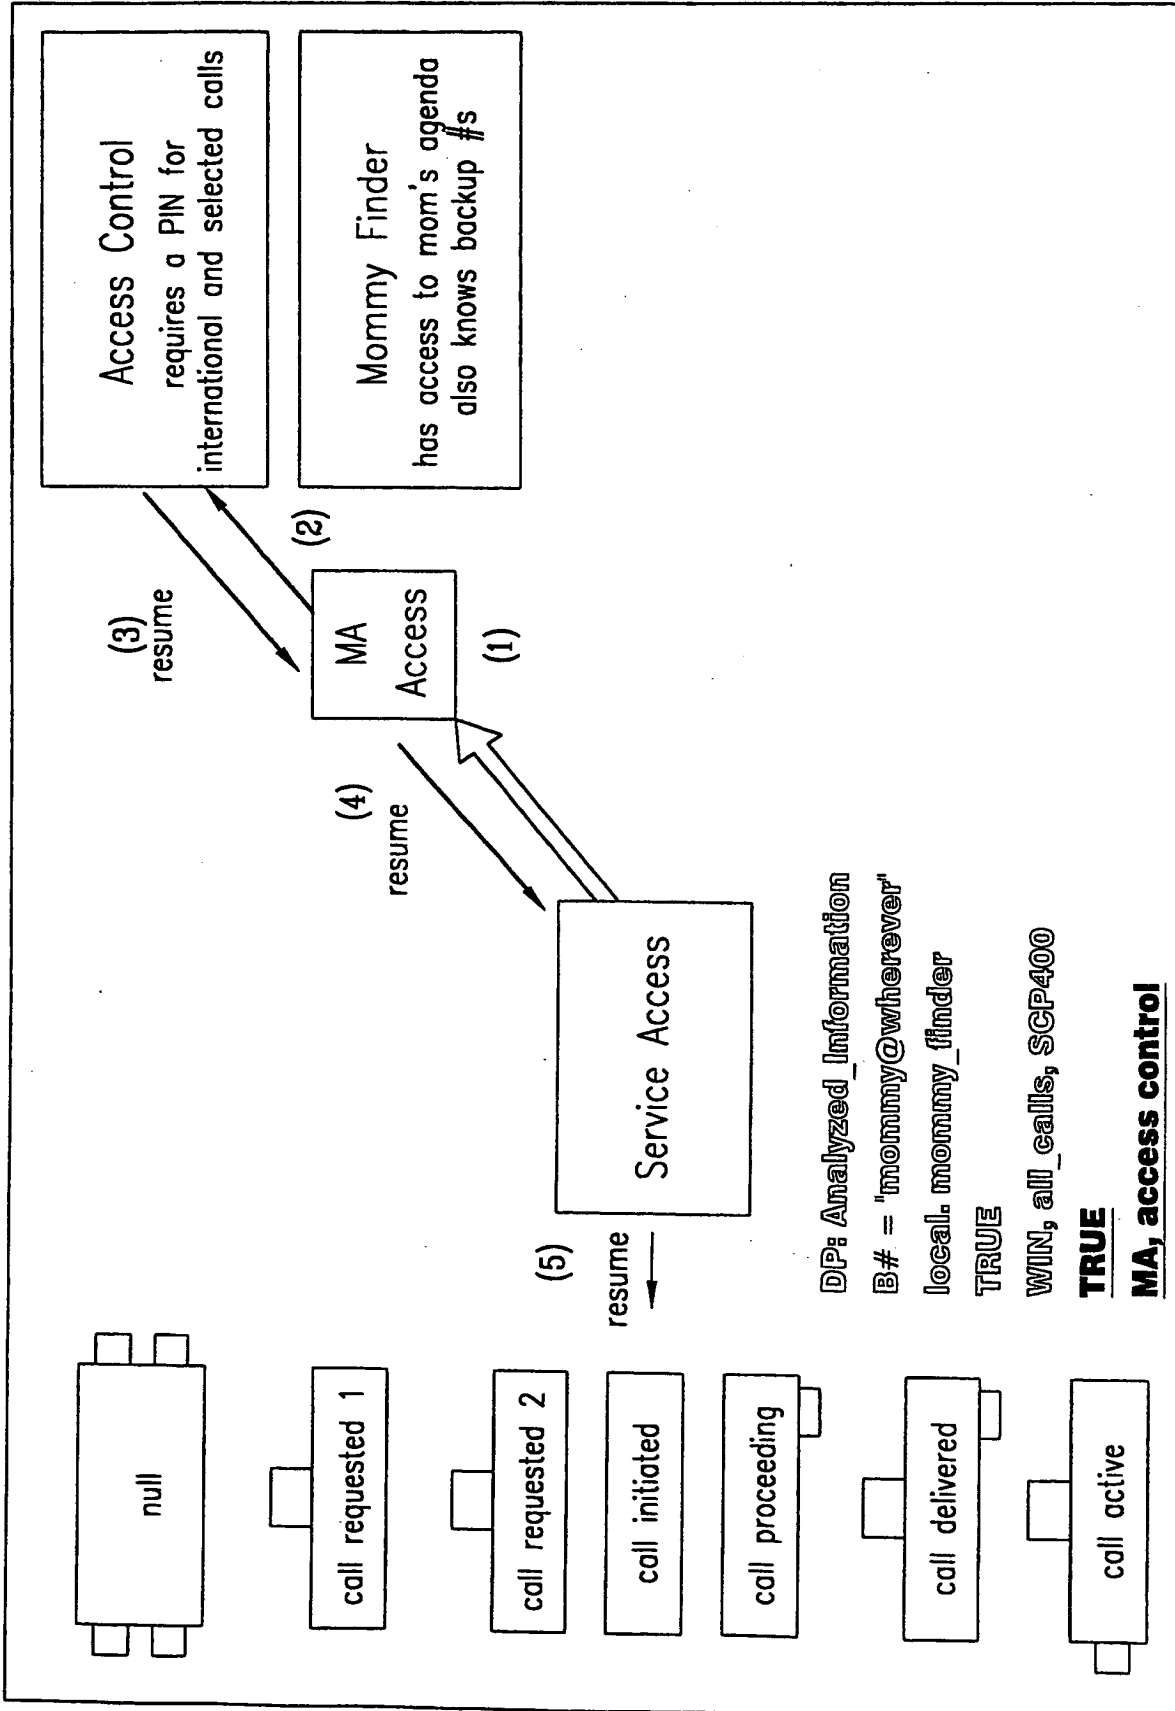 null
call requested 1
call requested 2
call initiated
call proceeding
call delivered
call active
(5)
resume
Service Access
DP: Analyzed_Information
B# = "mommy@wherever"
local. mommy_finder
TRUE
WIN, all_calls, SCP400
TRUE
MA, access control
(4)
resume
(3)
resume
MA
Access
(1)
(2)
Access Control
requires a PIN for
international and selected calls
Mommy Finder
has access to mom's agenda
also knows backup #s